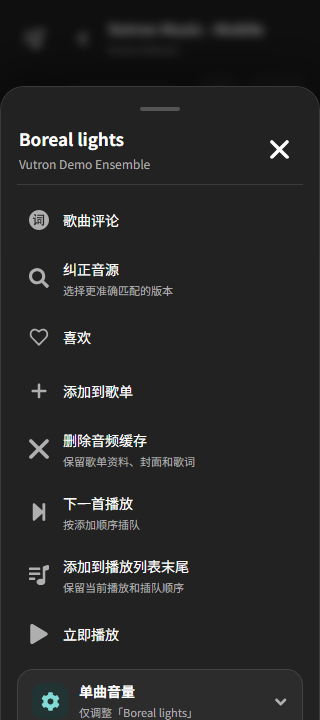 Vutron Music · Mobile
Boreal lights
Vutron Demo Ensemble
词
歌曲评论
纠正音源
选择更准确匹配的版本
喜欢
添加到歌单
删除音频缓存
保留歌单资料、封面和歌词
下一首播放
按添加顺序插队
添加到播放列表末尾
保留当前播放和插队顺序
立即播放
单曲音量
仅调整「Boreal lights」